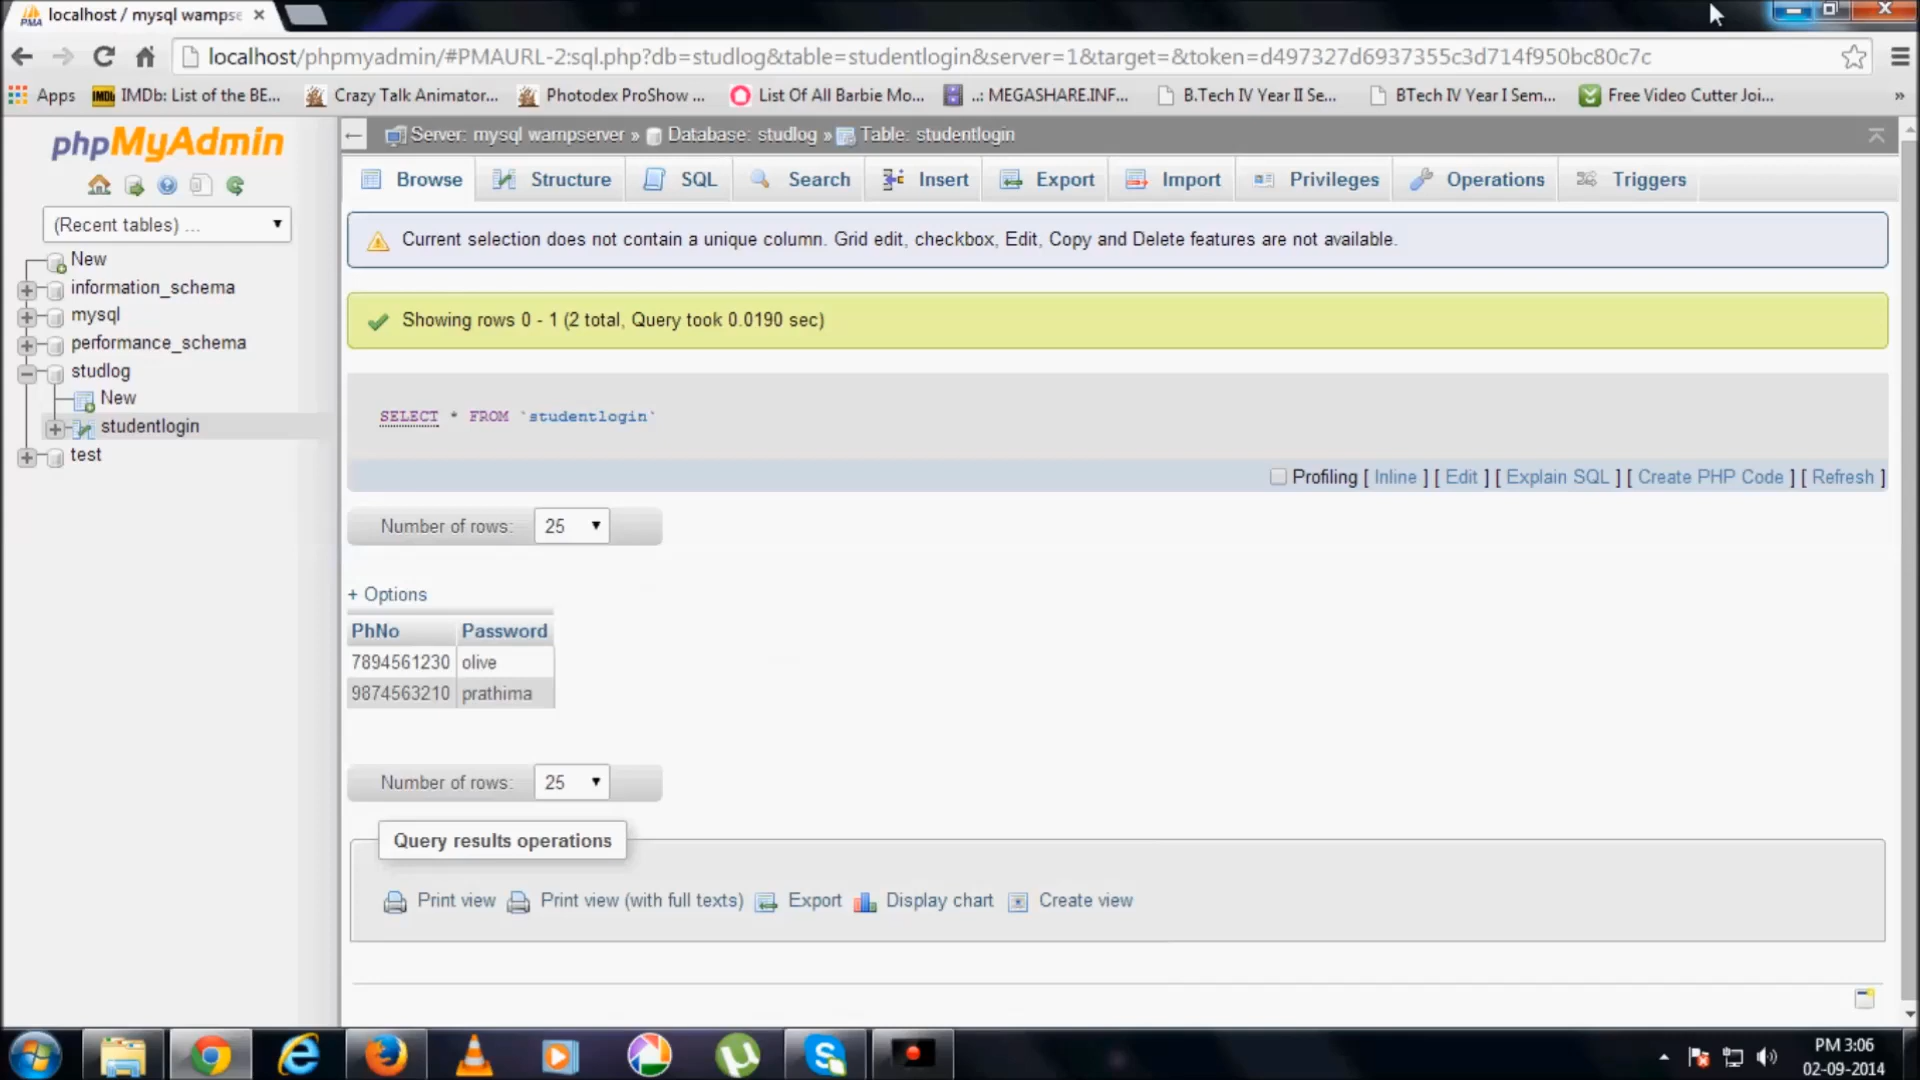 localhost / mysql wampse
localhost/phpmyadmin/#PMAURL-2:sql.php?db=studlog&table=studentlogin&server=1&target=&token=d497327d6937355c3d714f950bc80c7c
Apps IMDb: List of the BE... Crazy Talk Animator... Photodex ProShow ... List Of All Barbie Mo... ..: MEGASHARE.INF... B.Tech IV Year II Se... BTech IV Year I Sem... Free Video Cutter Joi... »
phpMyAdmin
(Recent tables) ...
New
information_schema
mysql
performance_schema
studlog
New
studentlogin
test
Server: mysql wampserver » Database: studlog » Table: studentlogin
Browse Structure SQL Search Insert Export Import Privileges Operations Triggers
Current selection does not contain a unique column. Grid edit, checkbox, Edit, Copy and Delete features are not available.
Showing rows 0 - 1 (2 total, Query took 0.0190 sec)
SELECT * FROM `studentlogin`
Profiling [ Inline ] [ Edit ] [ Explain SQL ] [ Create PHP Code ] [ Refresh ]
Number of rows: 25
+ Options
PhNo Password
7894561230 olive
9874563210 prathima
Number of rows: 25
Query results operations
Print view Print view (with full texts) Export Display chart Create view
PM 3:06
02-09-2014